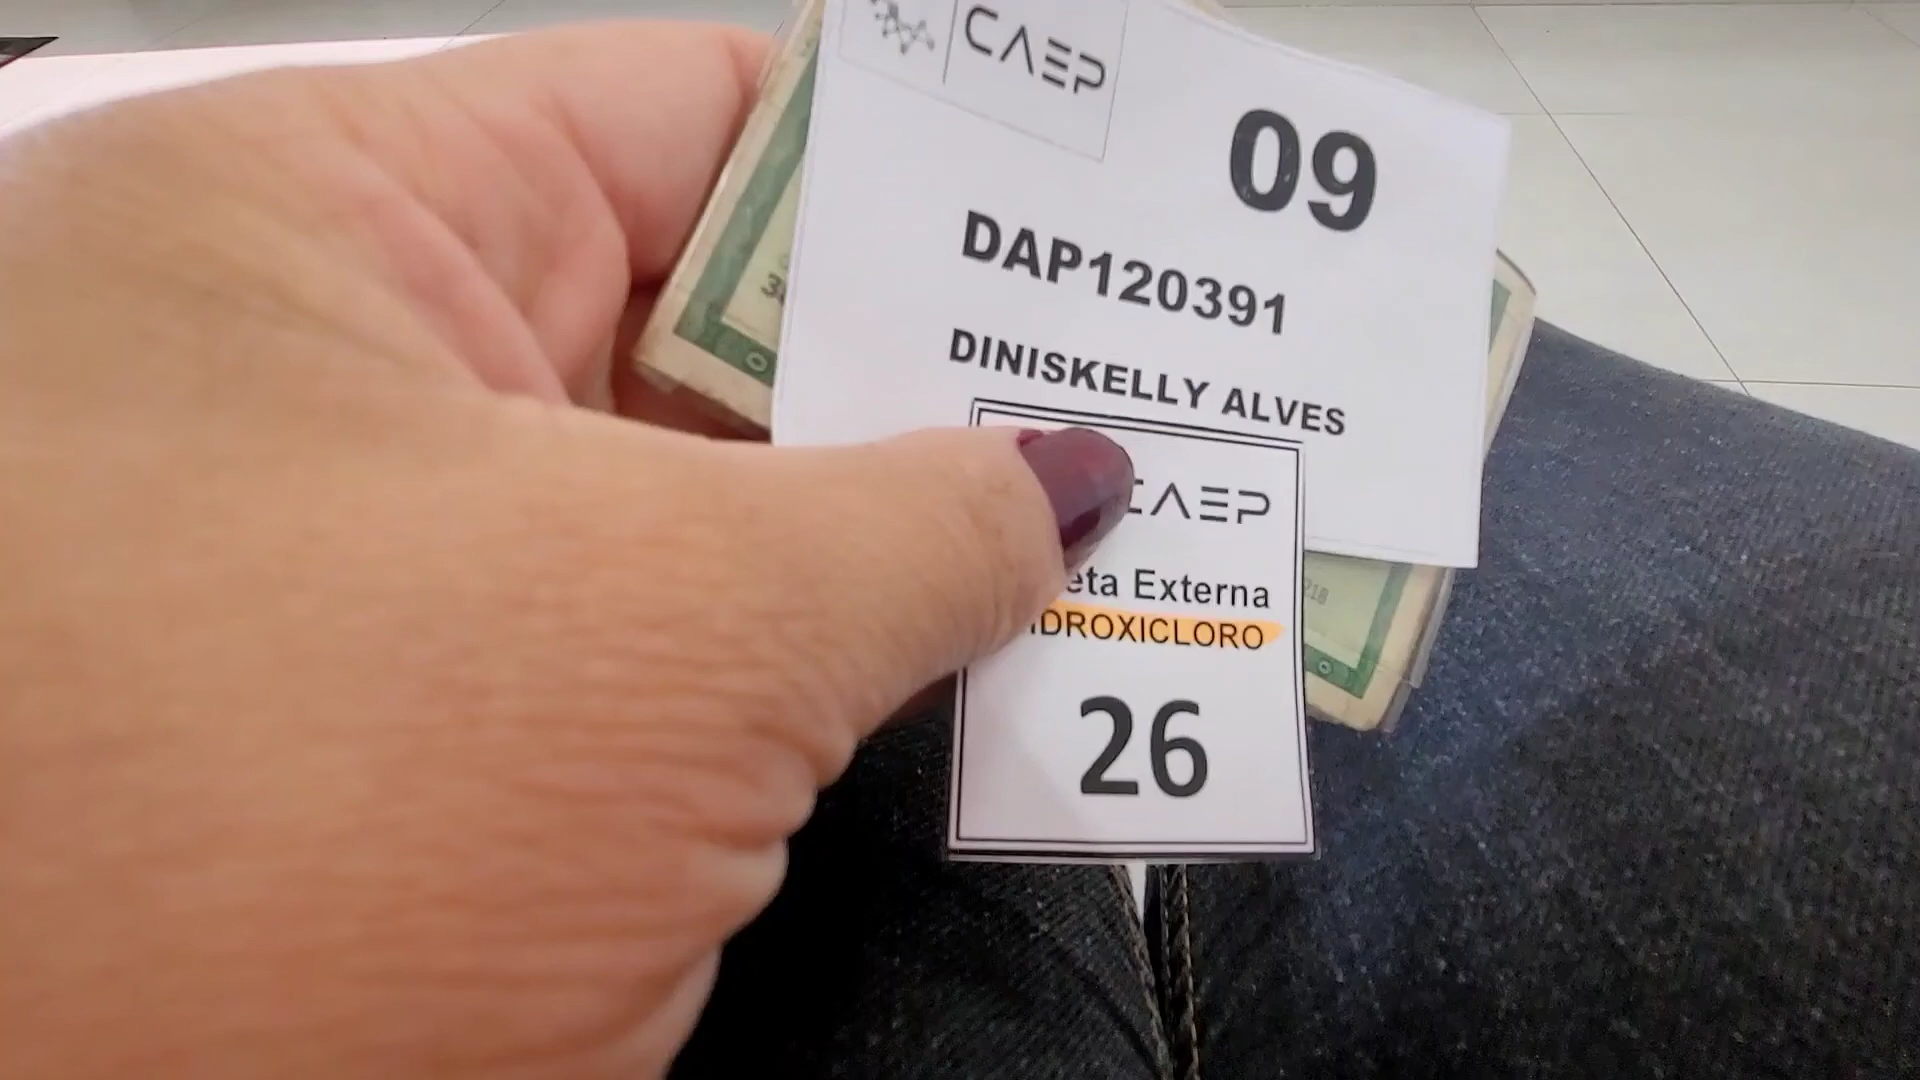 CAEP
09
DAP120391
DINISKELLY ALVES
CAEP
Externa
26